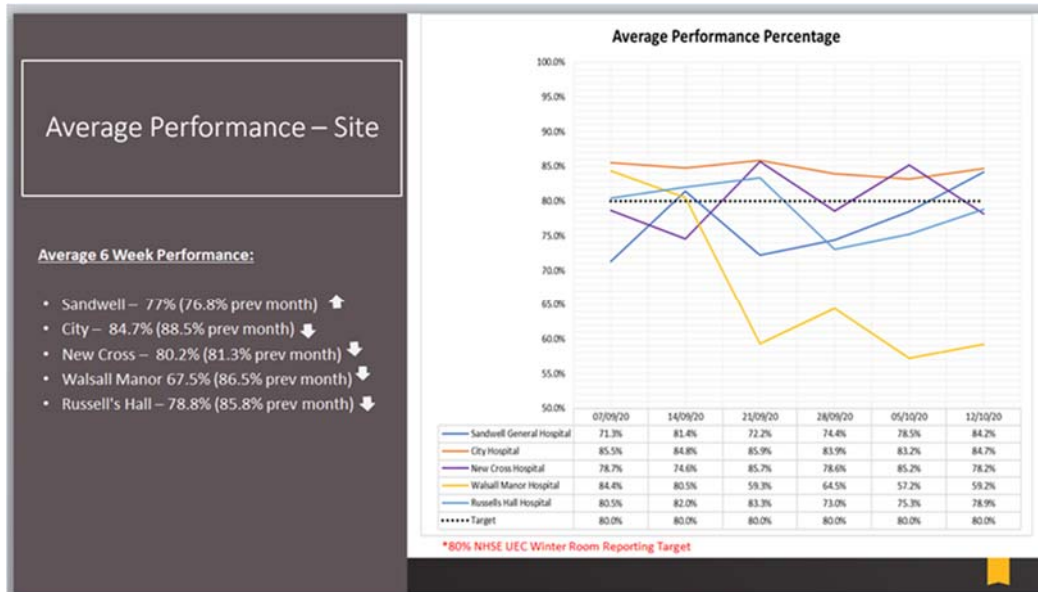 Average Performance – Site
Average 6 Week Performance:
• Sandwell – 77% (76.8% prev month)
• City – 84.7% (88.5% prev month)
• New Cross – 80.2% (81.3% prev month)
• Walsall Manor 67.5% (86.5% prev month)
• Russell's Hall – 78.8% (85.8% prev month)
Average Performance Percentage
100.0%
95.0%
90.0%
85.0%
80.0%
75.0%
70.0%
65.0%
60.0%
55.0%
50.0%
07/09/20 14/09/20 21/09/20 28/09/20 05/10/20 12/10/20
Sandwell General Hospital 71.3% 81.4% 72.2% 74.4% 78.5% 84.2%
City Hospital 85.5% 84.8% 85.9% 83.9% 83.2% 84.7%
New Cross Hospital 78.7% 74.6% 85.7% 78.6% 85.2% 78.2%
Walsall Manor Hospital 84.4% 80.5% 59.3% 64.5% 57.2% 59.2%
Russells Hall Hospital 80.5% 82.0% 83.3% 73.0% 75.3% 78.9%
Target 80.0% 80.0% 80.0% 80.0% 80.0% 80.0%
*80% NHSE UEC Winter Room Reporting Target